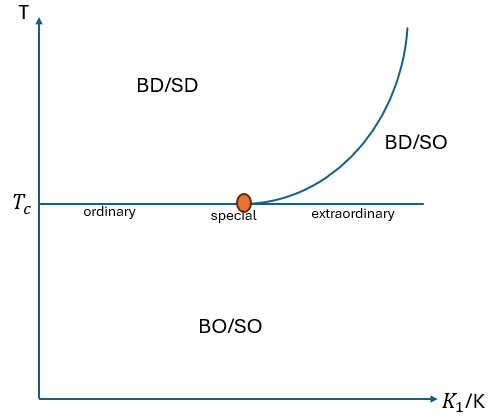 T
BD/SD
BD/SO
T_c
ordinary
special
extraordinary
BO/SO
K_1/K